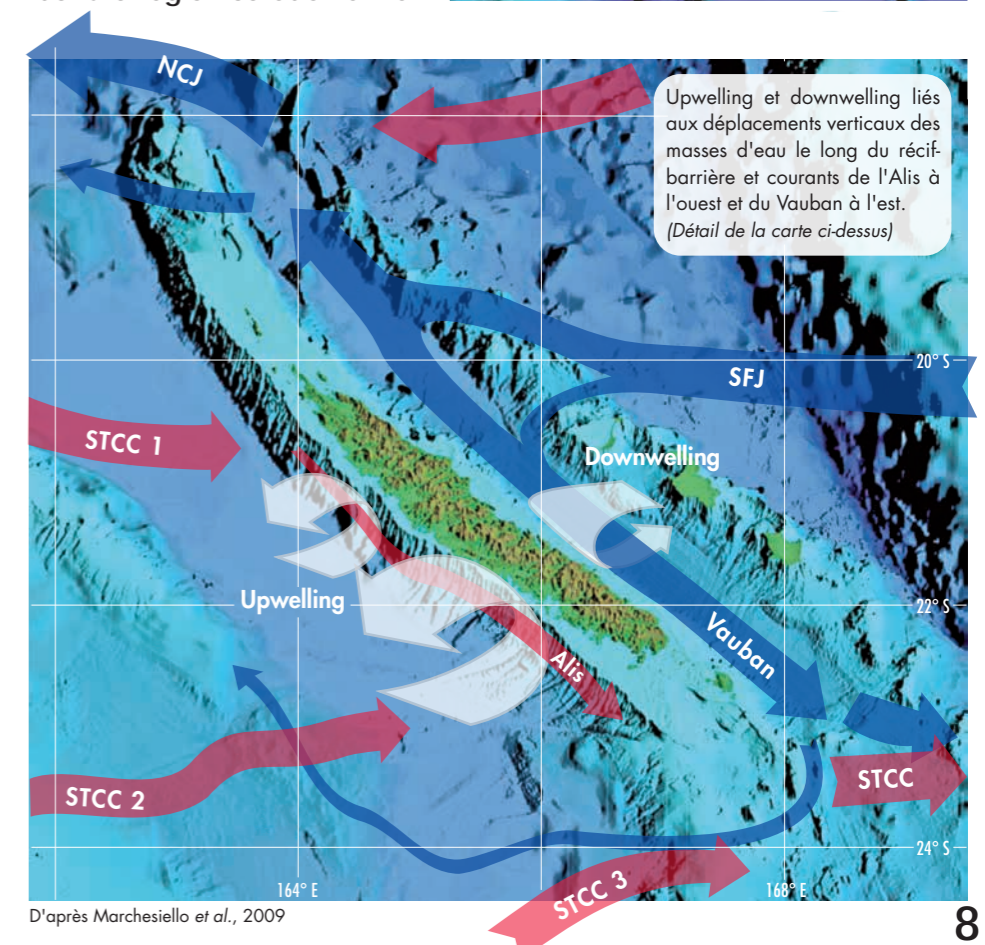 NCJ
Upwelling et downwelling liés
aux déplacements verticaux des
masses d'eau le long du récif-
barrière et courants de l'Alis à
l'ouest et du Vauban à l'est.
(Détail de la carte ci-dessus)
20° S
SFJ
STCC 1
Downwelling
Upwelling
22° S
Vauban
Alis
STCC
STCC 2
24° S
164° E
168° E
STCC 3
D'après Marchesiello et al., 2009
8